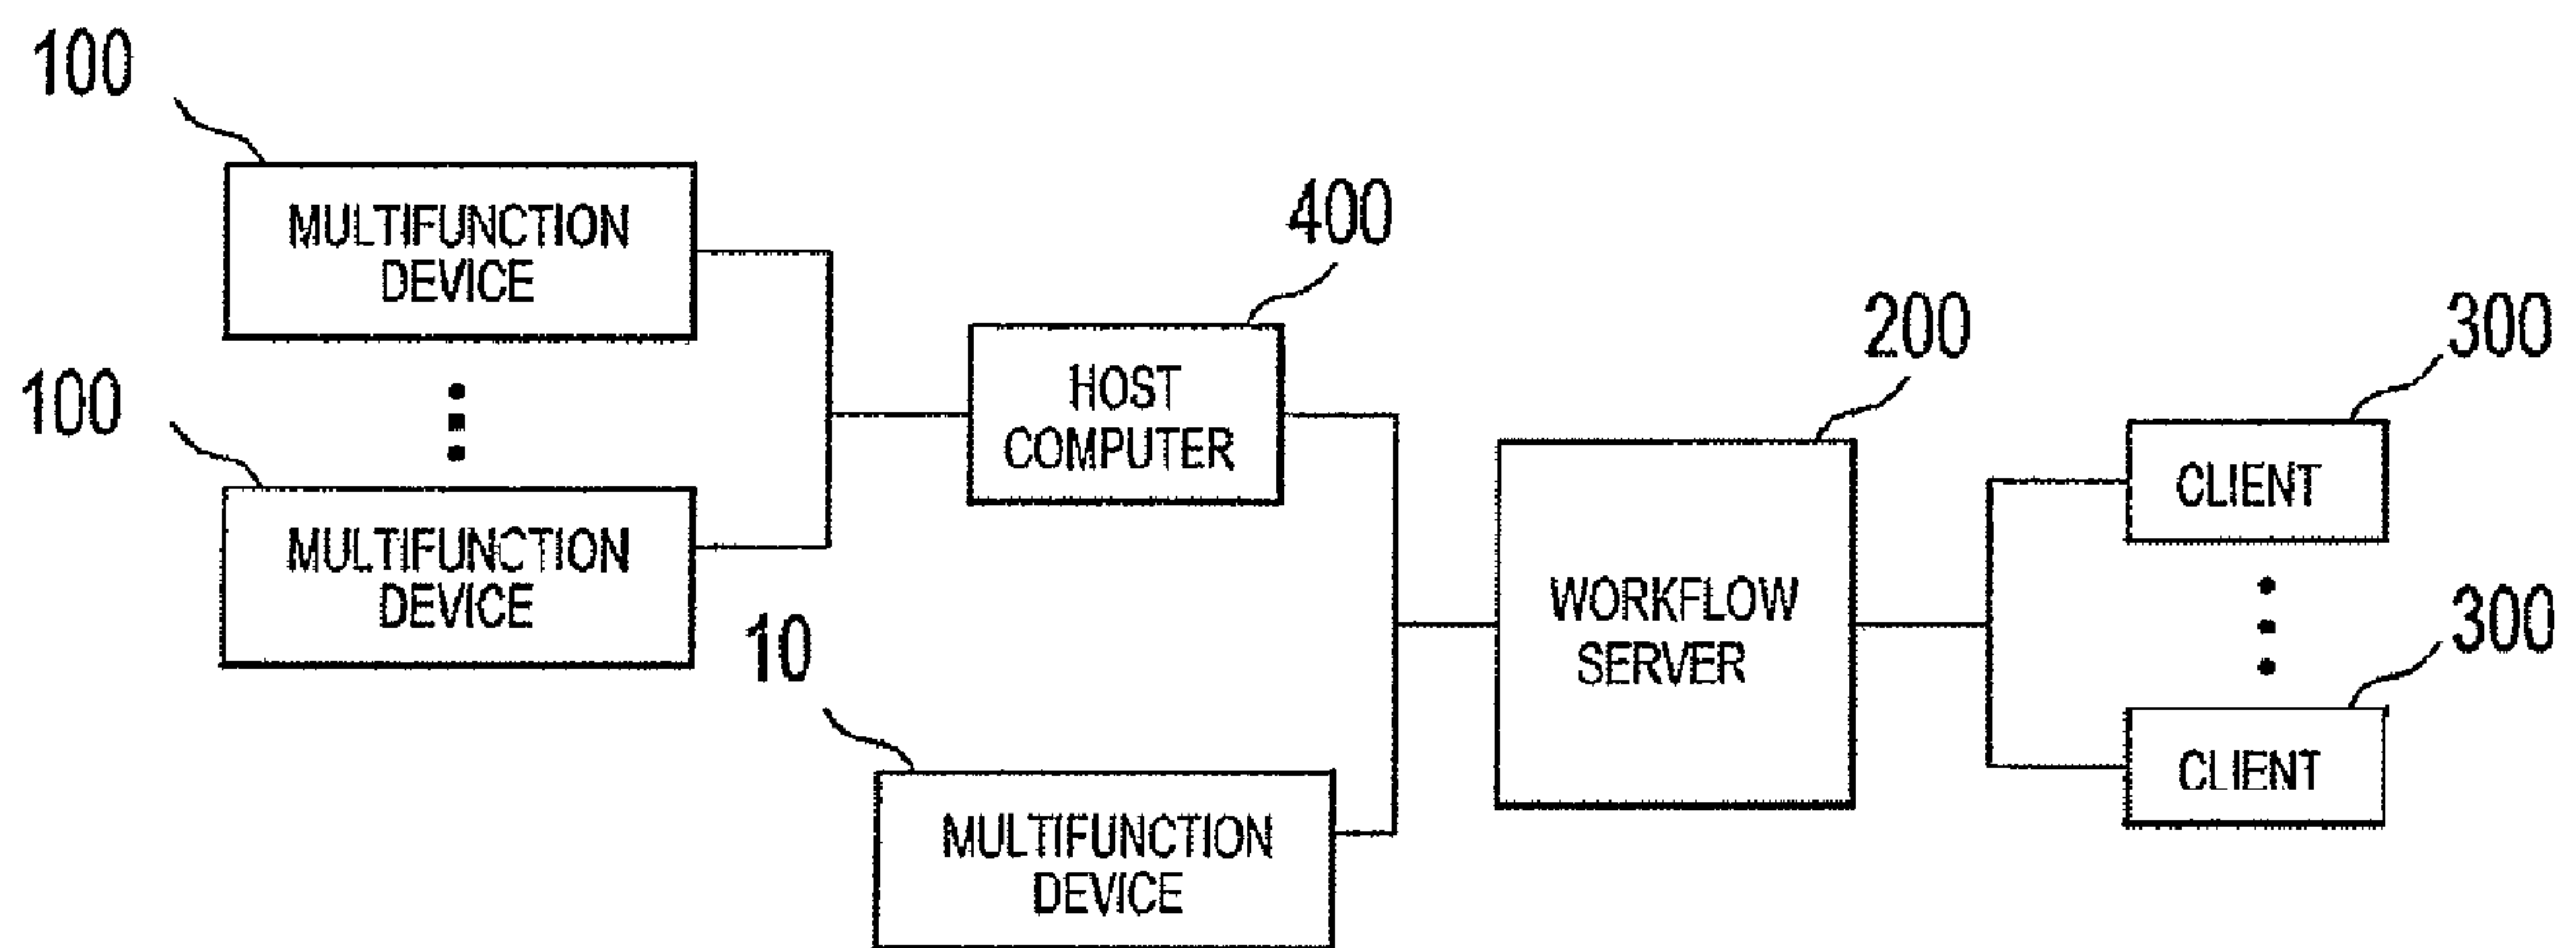 100
MULTIFUNCTION
DEVICE
100
MULTIFUNCTION
DEVICE
400
HOST
COMPUTER
10
MULTIFUNCTION
DEVICE
200
WORKFLOW
SERVER
300
CLIENT
300
CLIENT